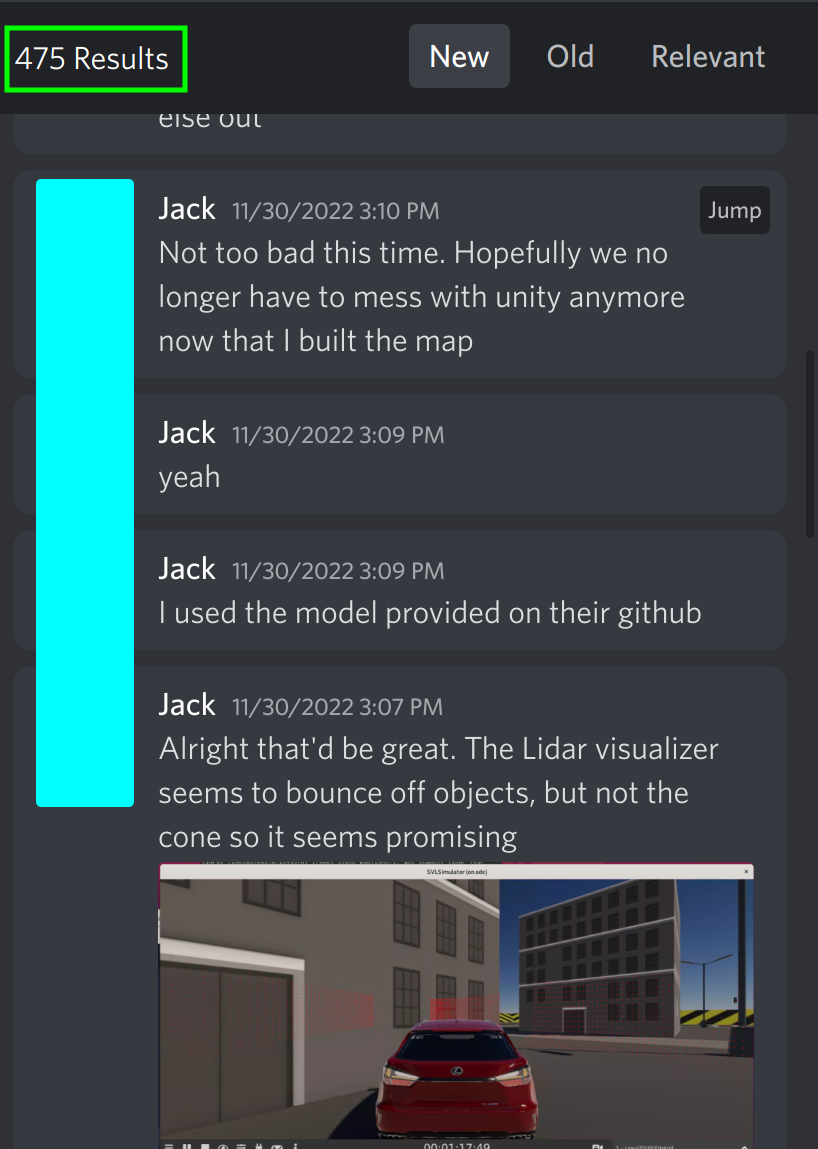 475 Results
New
Old
Relevant
else out
Jack 11/30/2022 3:10 PM
Jump
Not too bad this time. Hopefully we no
longer have to mess with unity anymore
now that I built the map
Jack 11/30/2022 3:09 PM
yeah
Jack 11/30/2022 3:09 PM
I used the model provided on their github
Jack 11/30/2022 3:07 PM
Alright that'd be great. The Lidar visualizer
seems to bounce off objects, but not the
cone so it seems promising
SVLSimulator (on ade)
00:01:17:49